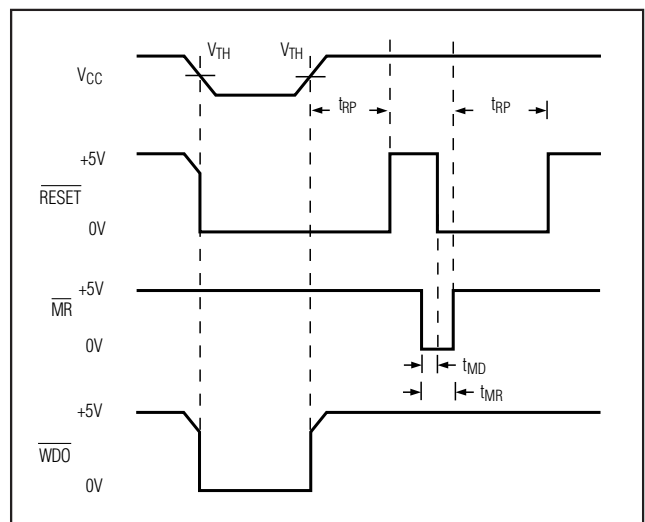 VTH VTH
VCC
tRP tRP
+5V
RESET
0V
+5V
MR
0V
tMD
tMR
+5V
WDO
0V